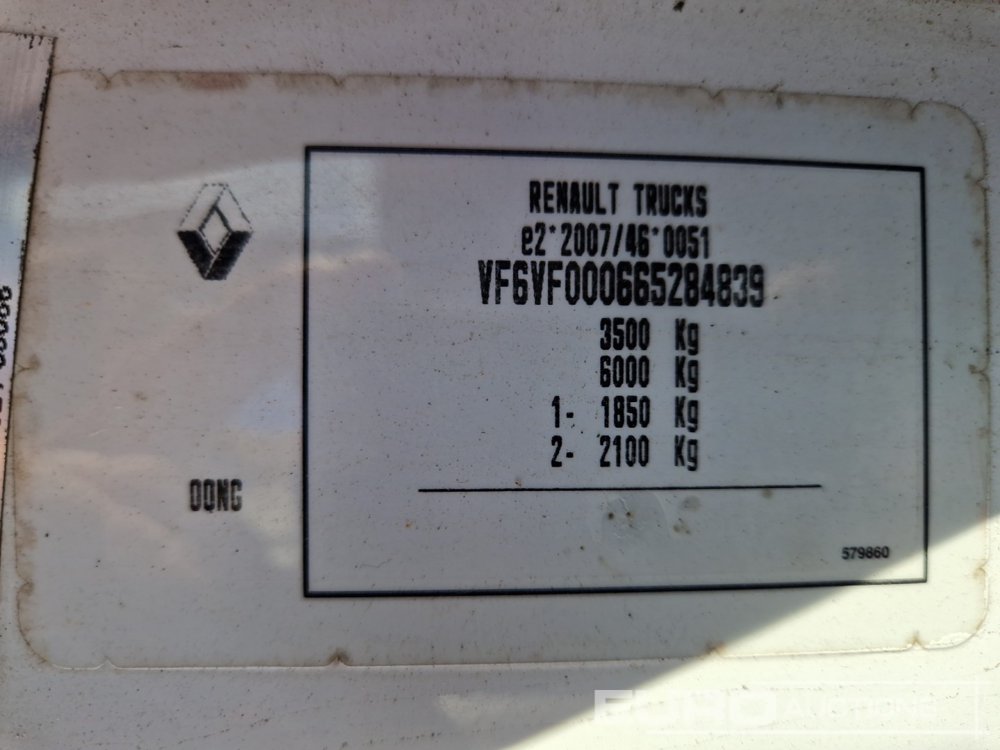 RENAULT TRUCKS
e2*2007/46*0051
VF6VF000665284839
3500 Kg
6000 Kg
1- 1850 Kg
2- 2100 Kg
OQNG
579860
EURO AUCTIONS